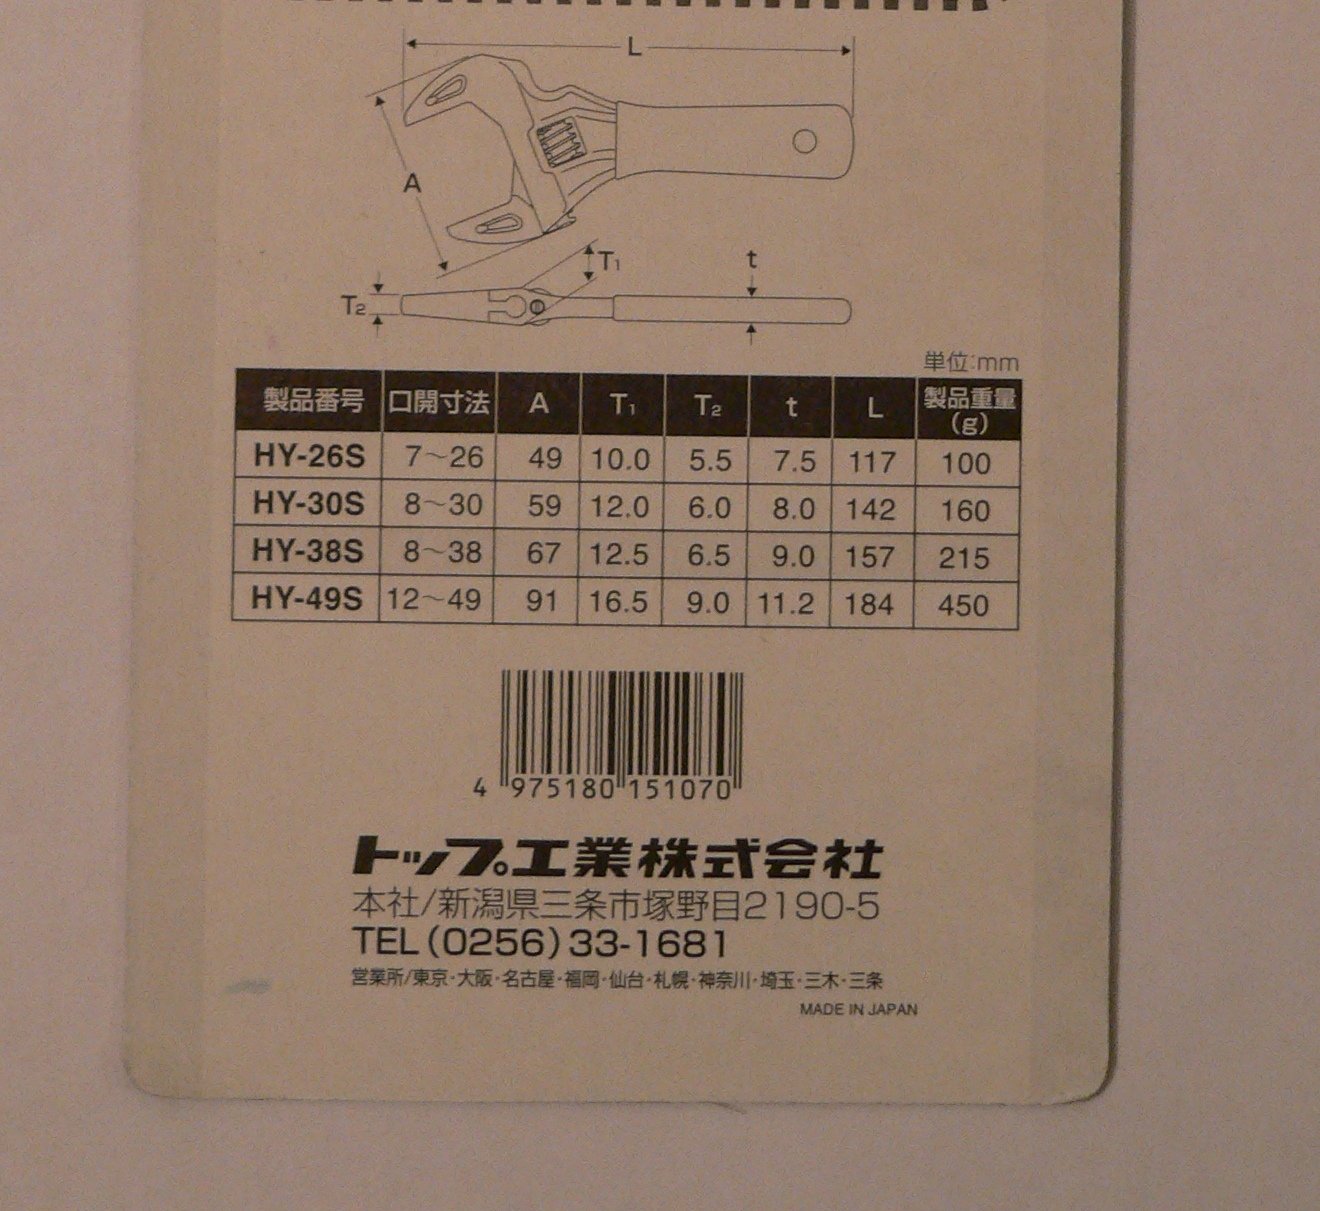 L
A
T1
t
T2
単位:mm
製品番号 口開寸法 A T1 T2 t L 製品重量(g)
HY-26S 7～26 49 10.0 5.5 7.5 117 100
HY-30S 8～30 59 12.0 6.0 8.0 142 160
HY-38S 8～38 67 12.5 6.5 9.0 157 215
HY-49S 12～49 91 16.5 9.0 11.2 184 450
4 975180 151070
トップ工業株式会社
本社/新潟県三条市塚野目2190-5
TEL(0256)33-1681
営業所/東京・大阪・名古屋・福岡・仙台・札幌・神奈川・埼玉・三木・三条
MADE IN JAPAN